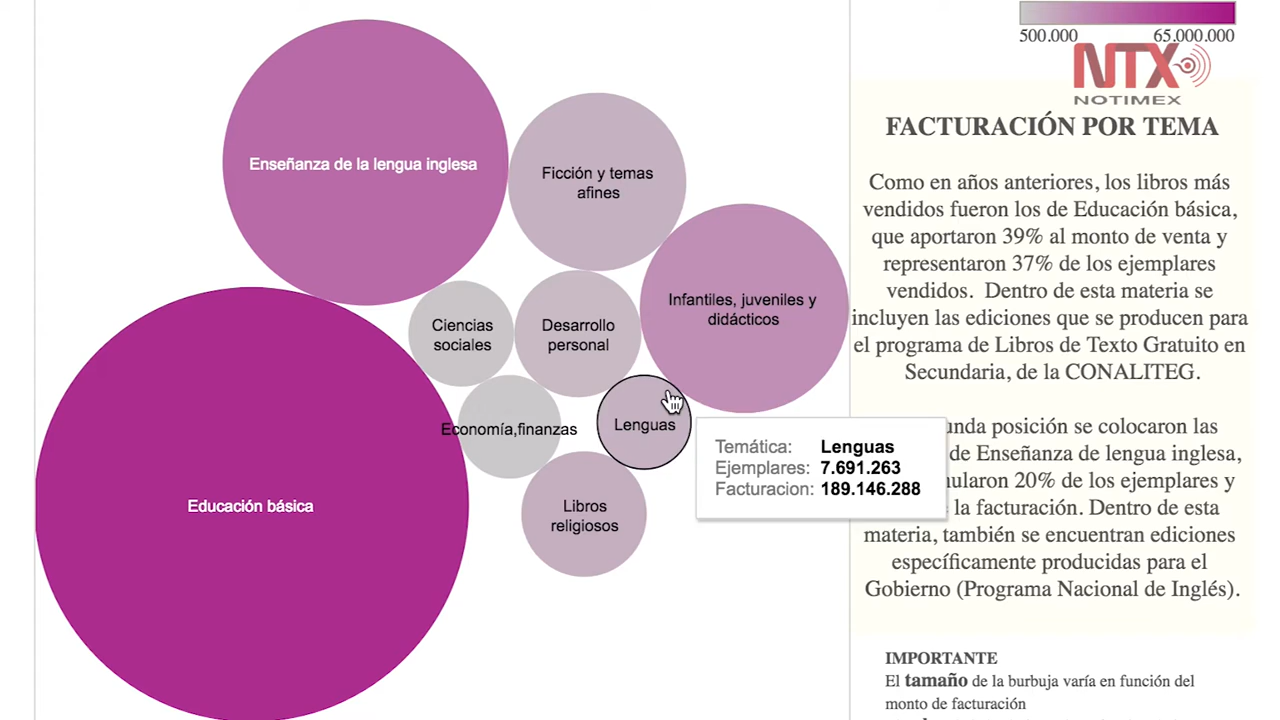 500.000 65.000.000
NTX
NOTIMEX
FACTURACIÓN POR TEMA
Como en años anteriores, los libros más
vendidos fueron los de Educación básica,
que aportaron 39% al monto de venta y
representaron 37% de los ejemplares
vendidos. Dentro de esta materia se
incluyen las ediciones que se producen para
el programa de Libros de Texto Gratuito en
Secundaria, de la CONALITEG.
posición se colocaron las
de Enseñanza de lengua inglesa,
20% de los ejemplares y
la facturación. Dentro de esta
materia, también se encuentran ediciones
específicamente producidas para el
Gobierno (Programa Nacional de Inglés).
IMPORTANTE
El tamaño de la burbuja varía en función del
monto de facturación
Enseñanza de la lengua inglesa
Ficción y temas
afines
Infantiles, juveniles y
didácticos
Ciencias
sociales
Desarrollo
personal
Economía,finanzas
Lenguas
Libros
religiosos
Educación básica
Temática: Lenguas
Ejemplares: 7.691.263
Facturacion: 189.146.288